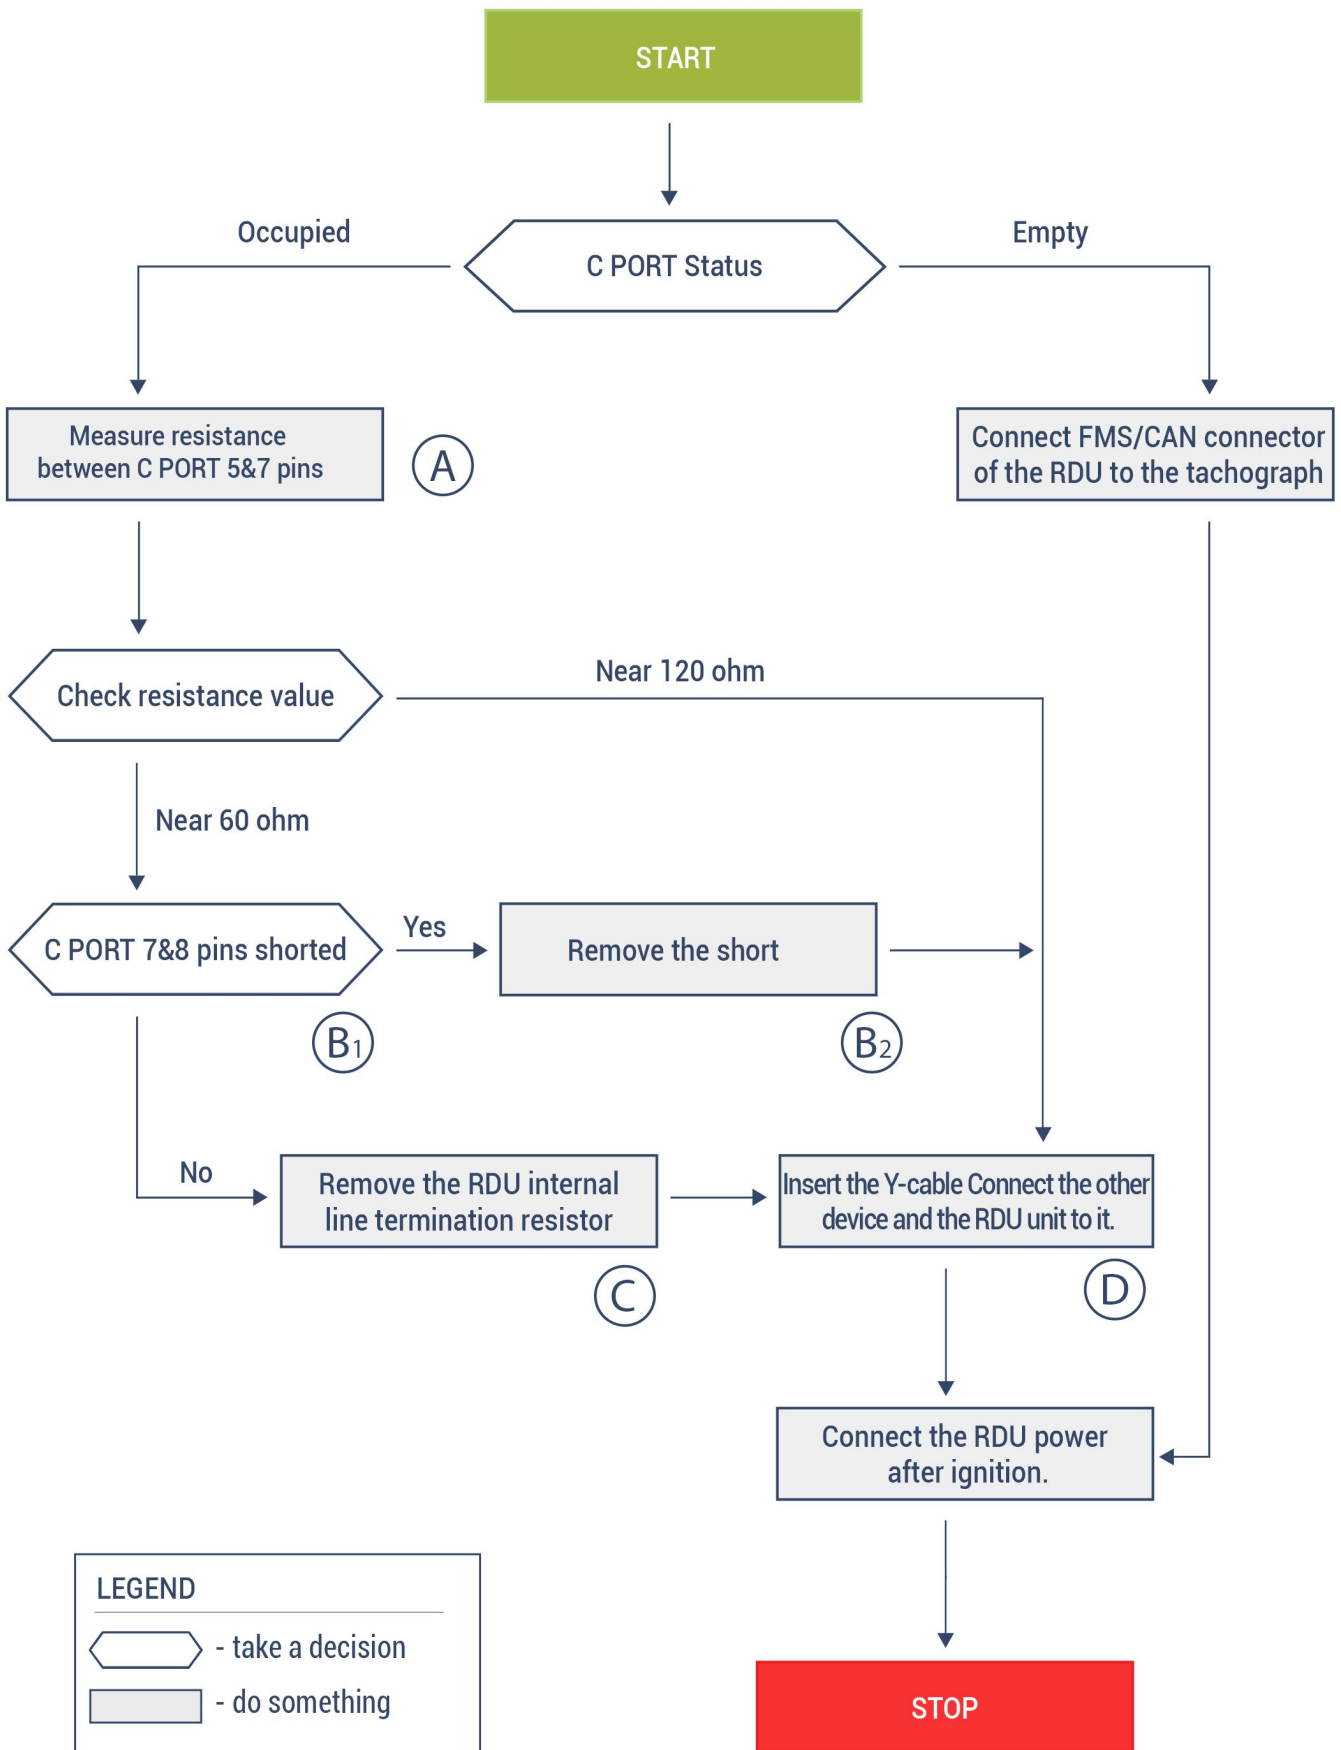 START
Occupied
Empty
C PORT Status
Measure resistance
between C PORT 5&7 pins
A
Connect FMS/CAN connector
of the RDU to the tachograph
Check resistance value
Near 120 ohm
Near 60 ohm
C PORT 7&8 pins shorted
Yes
Remove the short
B1
B2
No
Remove the RDU internal
line termination resistor
Insert the Y-cable Connect the other
device and the RDU unit to it.
C
D
Connect the RDU power
after ignition.
LEGEND
- take a decision
- do something
STOP